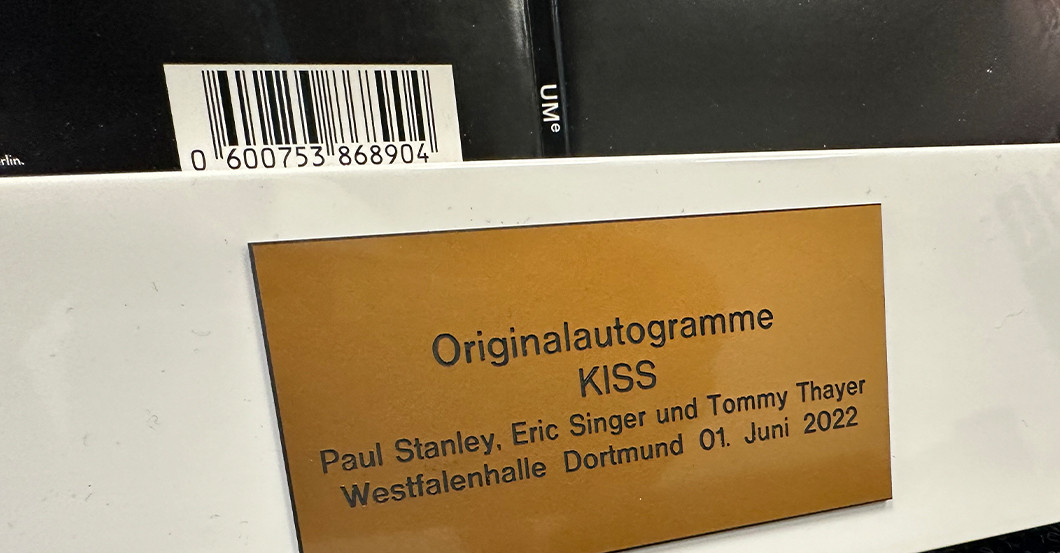 UMe
rlin.
0 600753 868904
Originalautogramme
KISS
Paul Stanley, Eric Singer und Tommy Thayer
Westfalenhalle Dortmund 01. Juni 2022